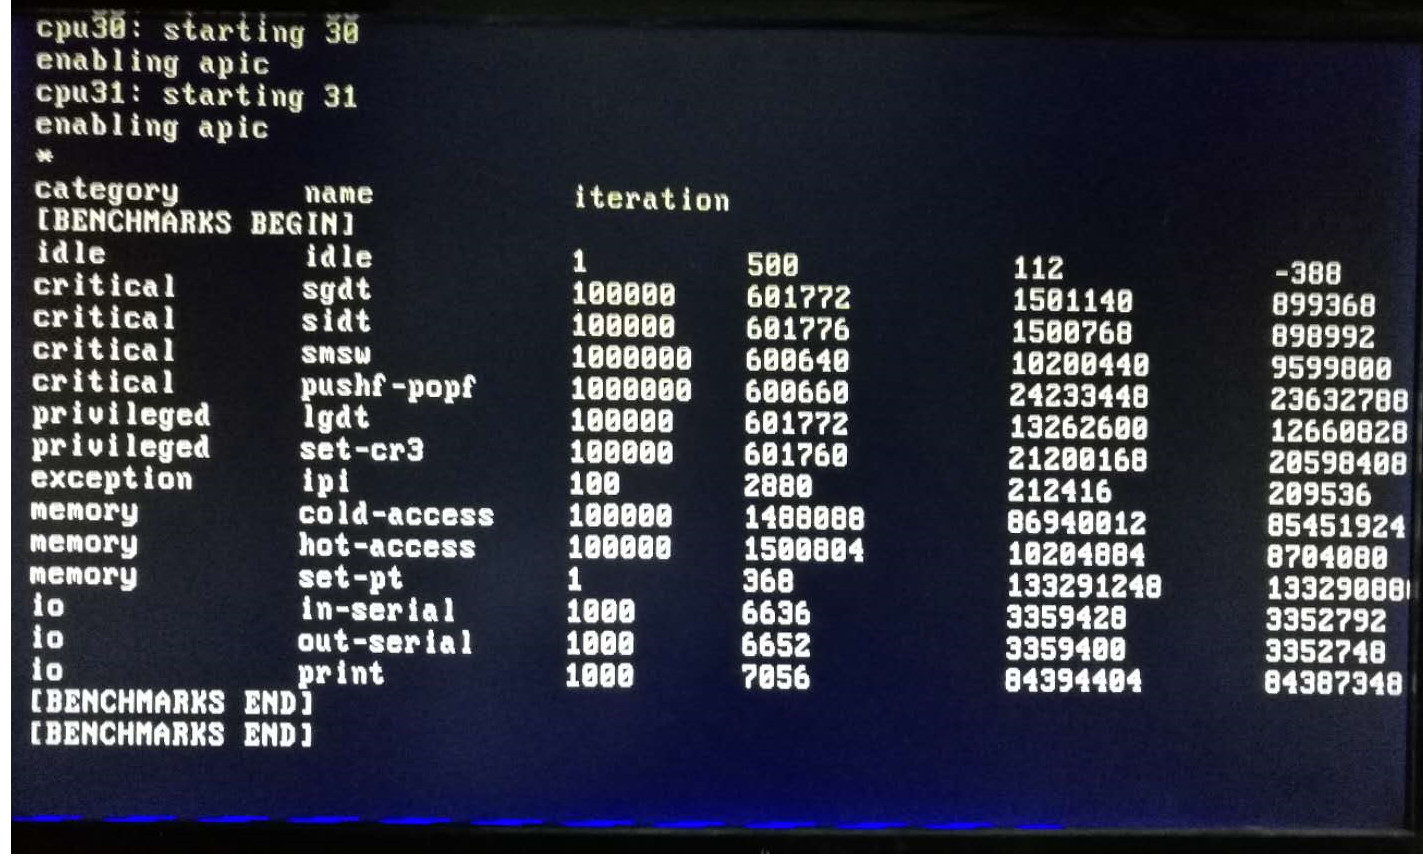 cpu30: starting 30
enabling apic
cpu31: starting 31
enabling apic
*
category name iteration
[BENCHMARKS BEGIN]
idle idle 1 500 112 -388
critical sgdt 100000 601772 1501140 899368
critical sidt 100000 601776 1500768 898992
critical smsw 1000000 600640 10200440 9599800
critical pushf-popf 1000000 600660 24233448 23632788
privileged lgdt 100000 601772 13262600 12660828
privileged set-cr3 100000 601760 21200168 20598408
exception ipi 100 2880 212416 209536
memory cold-access 100000 1488088 86940012 85451924
memory hot-access 100000 1500804 10204884 8704080
memory set-pt 1 368 133291248
io in-serial 1000 6636 3359428 3352792
io out-serial 1000 6652 3359400 3352748
io print 1000 7056 84394404 84387348
[BENCHMARKS END]
[BENCHMARKS END]